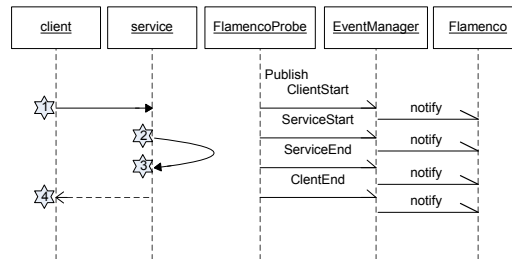 client service FlamencoProbe EventManager Flamenco
Publish
ClientStart
1
notify
ServiceStart
2
notify
ServiceEnd
3
notify
ClentEnd
4
notify